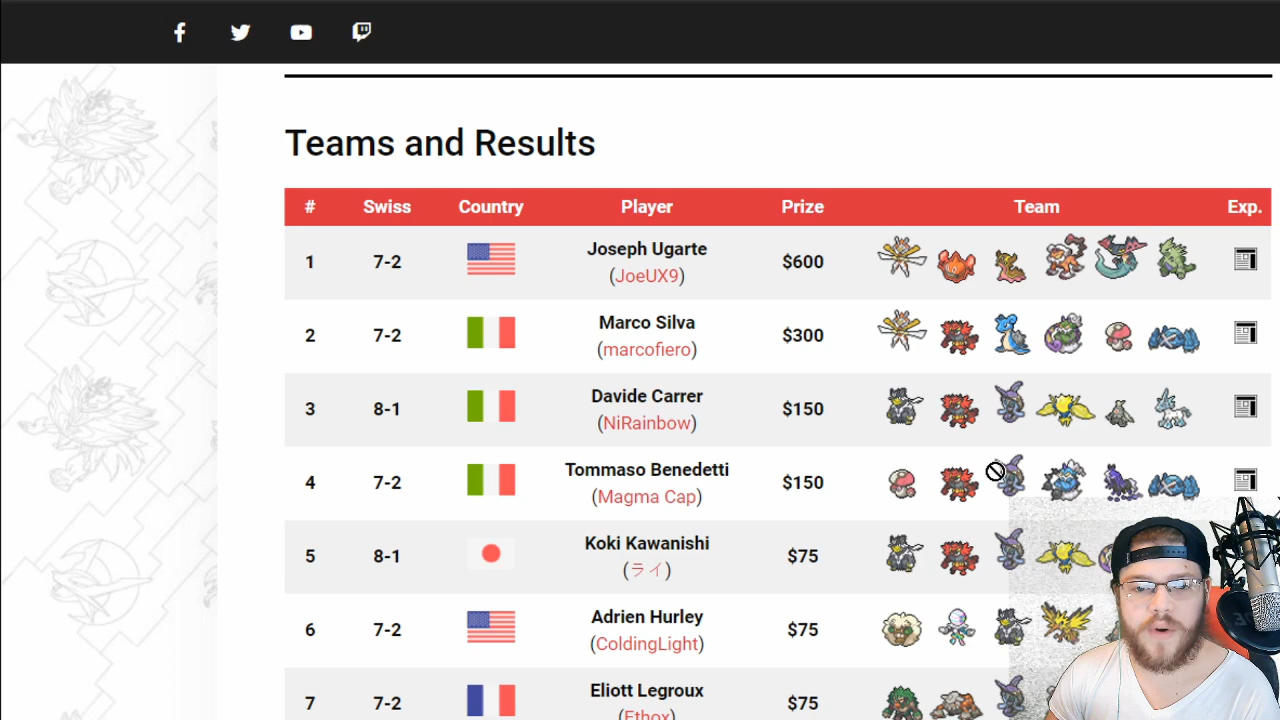 Teams and Results
# Swiss Country Player Prize Team Exp.
1 7-2 Joseph Ugarte $600
(JoeUX9)
2 7-2 Marco Silva $300
(marcofiero)
3 8-1 Davide Carrer $150
(NiRainbow)
4 7-2 Tommaso Benedetti $150
(Magma Cap)
5 8-1 Koki Kawanishi $75
(ライ)
6 7-2 Adrien Hurley $75
(ColdingLight)
7 7-2 Eliott Legroux $75
(Ethox)